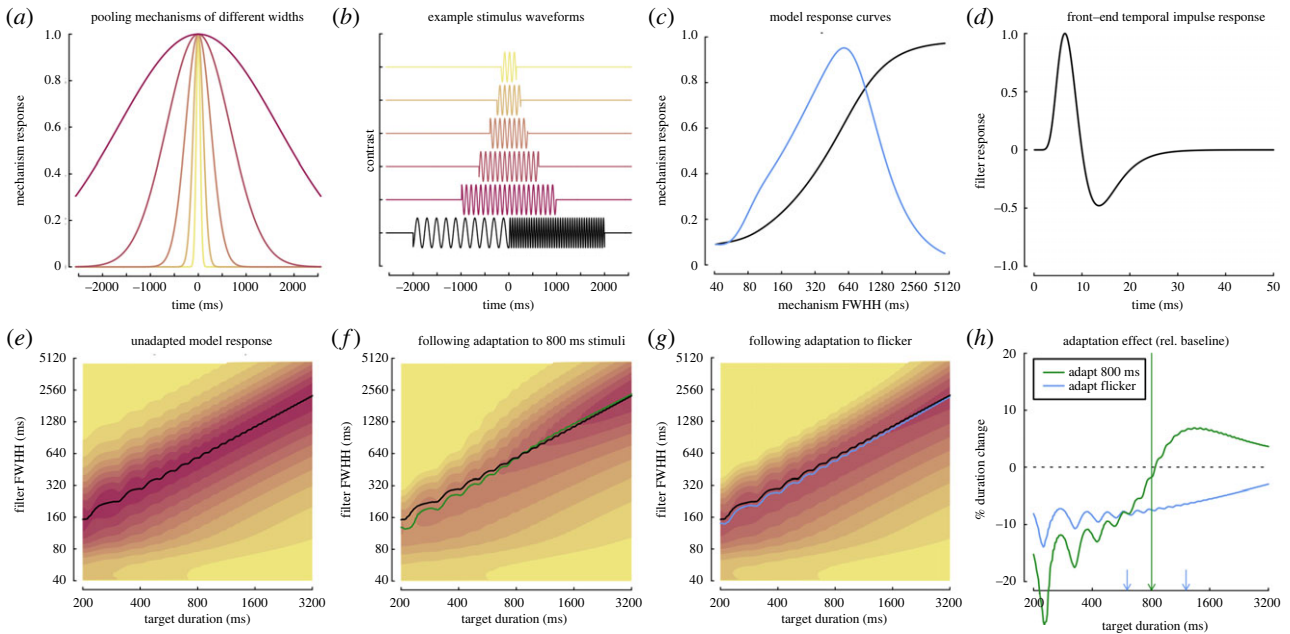 (a) pooling mechanisms of different widths
1.0
0.8
0.6
0.4
0.2
0
mechanism response
−2000 −1000 0 1000 2000
time (ms)
(b) example stimulus waveforms
contrast
−2000 −1000 0 1000 2000
time (ms)
(c) model response curves
1.0
0.8
0.6
0.4
0.2
0
mechanism response
40 80 160 320 640 1280 2560 5120
mechanism FWHH (ms)
(d) front–end temporal impulse response
1.0
0.5
0
−0.5
−1.0
filter response
0 10 20 30 40 50
time (ms)
(e) unadapted model response
5120
2560
1280
640
320
160
80
40
filter FWHH (ms)
200 400 800 1600 3200
target duration (ms)
(f) following adaptation to 800 ms stimuli
5120
2560
1280
640
320
160
80
40
filter FWHH (ms)
200 400 800 1600 3200
target duration (ms)
(g) following adaptation to flicker
5120
2560
1280
640
320
160
80
40
filter FWHH (ms)
200 400 800 1600 3200
target duration (ms)
(h) adaptation effect (rel. baseline)
adapt 800 ms
adapt flicker
20
10
0
−10
−20
% duration change
200 400 800 1600 3200
target duration (ms)